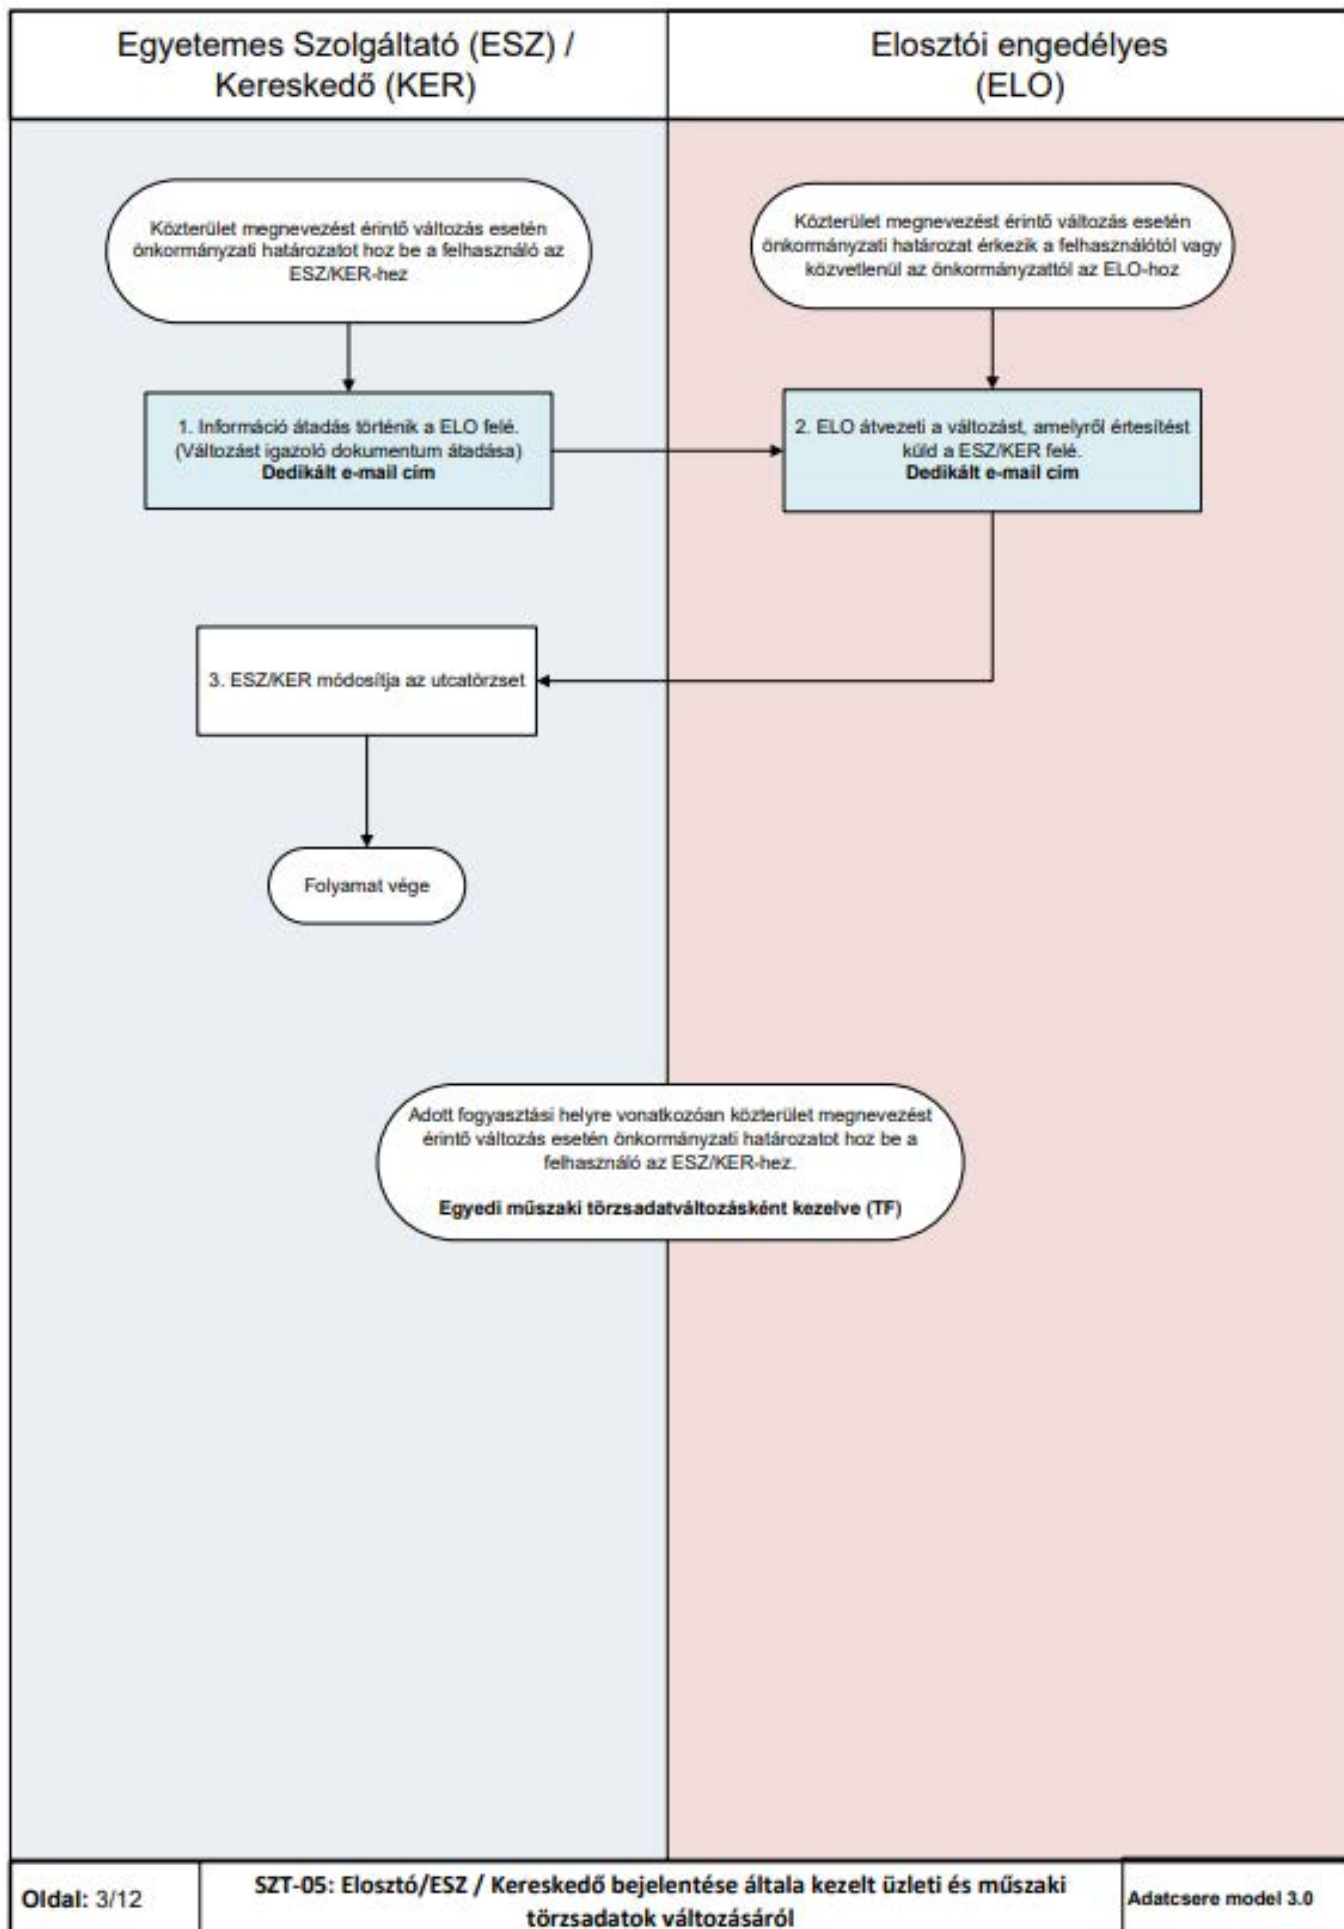 Egyetemes Szolgáltató (ESZ) /
Kereskedő (KER)
Elosztói engedélyes
(ELO)
Közterület megnevezést érintő változás esetén
önkormányzati határozatot hoz be a felhasználó az
ESZ/KER-hez
Közterület megnevezést érintő változás esetén
önkormányzati határozat érkezik a felhasználótól vagy
közvetlenül az önkormányzattól az ELO-hoz
1. Információ átadás történik a ELO felé.
(Változást igazoló dokumentum átadása)
Dedikált e-mail cím
2. ELO átvezeti a változást, amelyről értesítést
küld a ESZ/KER felé.
Dedikált e-mail cím
3. ESZ/KER módosítja az utcatörzset
Folyamat vége
Adott fogyasztási helyre vonatkozóan közterület megnevezést
érintő változás esetén önkormányzati határozatot hoz be a
felhasználó az ESZ/KER-hez.
Egyedi műszaki törzsadatváltozásként kezelve (TF)
Oldal: 3/12
SZT-05: Elosztó/ESZ / Kereskedő bejelentése általa kezelt üzleti és műszaki
törzsadatok változásáról
Adatcsere model 3.0